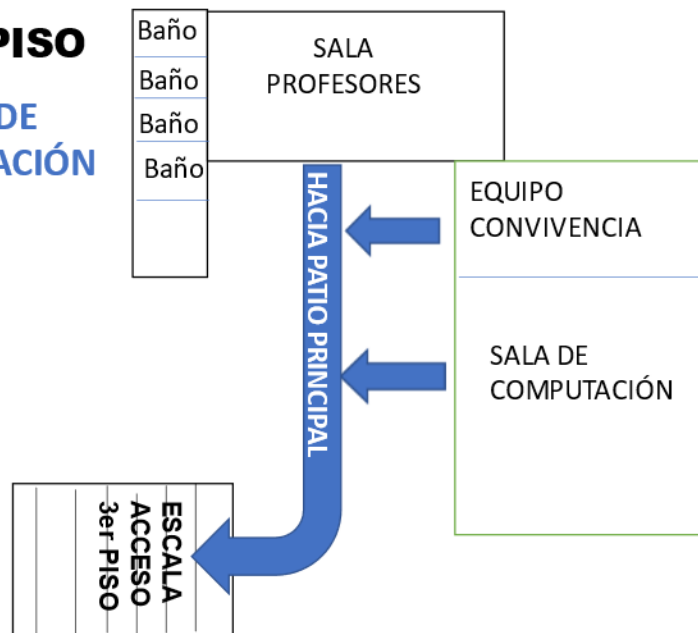 PISO
DE
ACIÓN
Baño
Baño
Baño
Baño
SALA
PROFESORES
HACIA PATIO PRINCIPAL
EQUIPO
CONVIVENCIA
SALA DE
COMPUTACIÓN
ESCALA
ACCESO
3er PISO